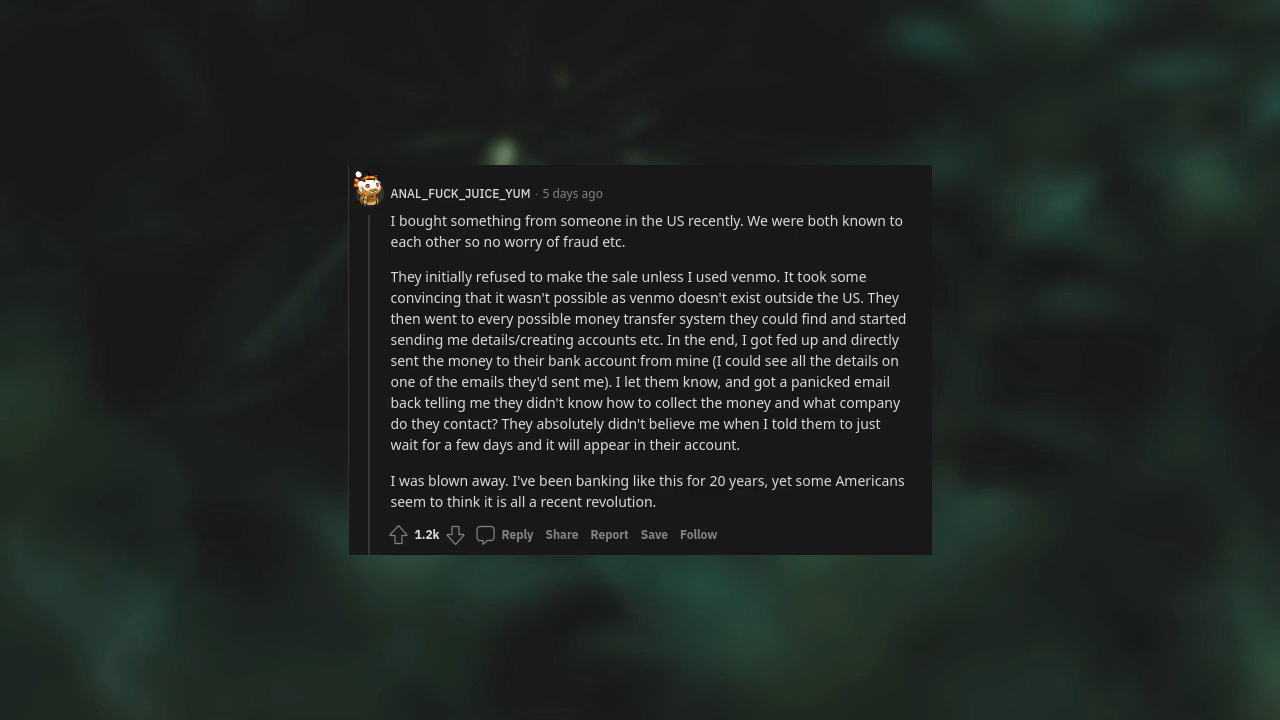 ANAL_FUCK_JUICE_YUM · 5 days ago
I bought something from someone in the US recently. We were both known to
each other so no worry of fraud etc.
They initially refused to make the sale unless I used venmo. It took some
convincing that it wasn't possible as venmo doesn't exist outside the US. They
then went to every possible money transfer system they could find and started
sending me details/creating accounts etc. In the end, I got fed up and directly
sent the money to their bank account from mine (I could see all the details on
one of the emails they'd sent me). I let them know, and got a panicked email
back telling me they didn't know how to collect the money and what company
do they contact? They absolutely didn't believe me when I told them to just
wait for a few days and it will appear in their account.
I was blown away. I've been banking like this for 20 years, yet some Americans
seem to think it is all a recent revolution.
1.2k Reply Share Report Save Follow